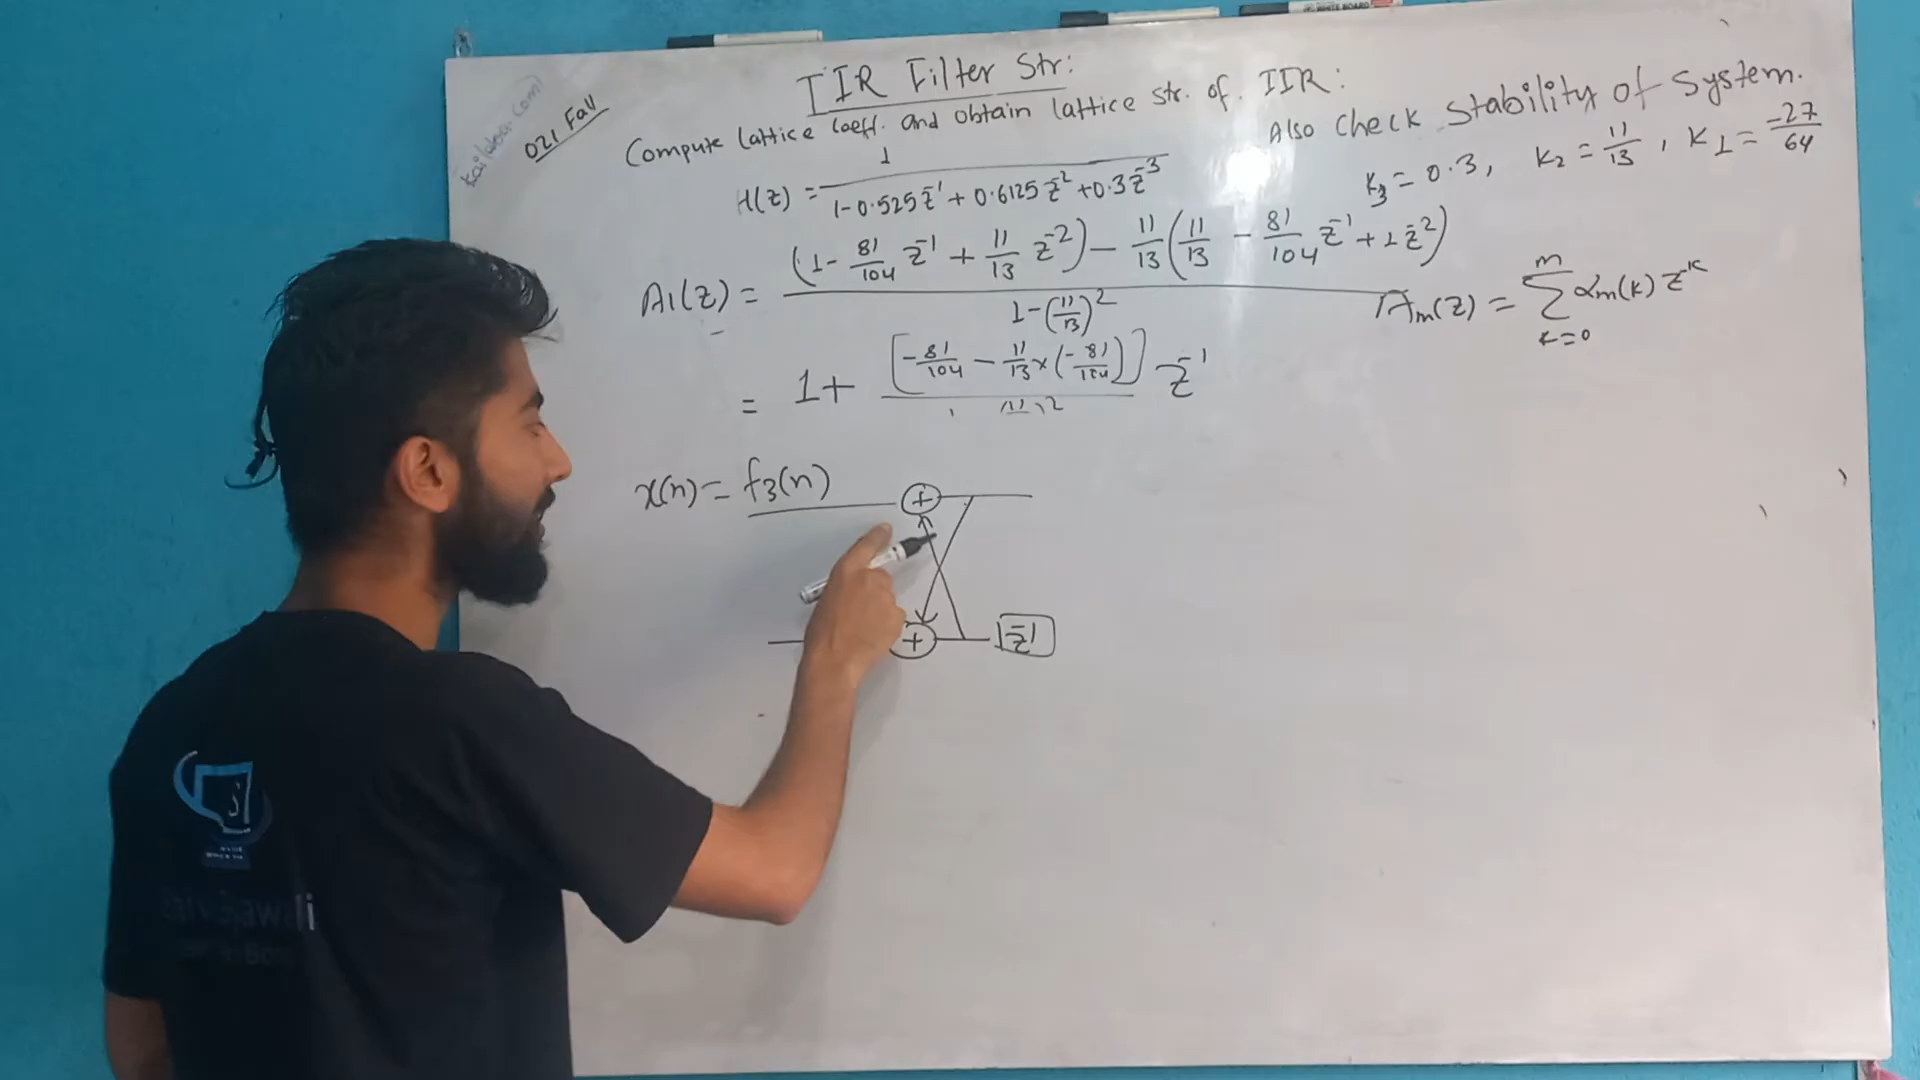 IIR Filter Str:
021 Fall
Compute Lattice Coeff. and obtain lattice str. of IIR:
Also Check Stability of System.
H(z) = 1 / (1-0.525z̄¹ + 0.6125z̄² + 0.3z̄³)
K₃ = 0.3, K₂ = 11/13, K1 = -27/64
A1(z) = ((1 - 81/104 z̄¹ + 11/13 z̄²) - 11/13 (11/13 - 81/104 z̄¹ + 1z̄²)) / (1-(11/13)²)
Am(z) = Σ (k=0, m) αm(k) z⁻ᴷ
= 1+ [-81/104 - 11/13 × (-81/104)] z̄¹
x(n) = f3(n)
+
+
z̄¹